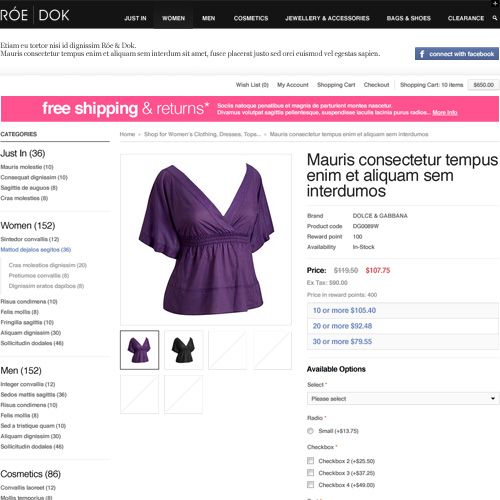 RÓE DOK
JUST IN WOMEN MEN COSMETICS JEWELLERY & ACCESSORIES BAGS & SHOES CLEARANCE
Etiam eu tortor nisi id dignissim Róe & Dok.
Mauris consectetur tempus enim et aliquam sem interdum sit amet, fusce placerat justo sed orci euismod vel egestas sapien.
f connect with facebook
Wish List (0) My Account Shopping Cart Checkout Shopping Cart: 10 items $650.00
free shipping & returns*
Sociis natoque penatibus et magnis de parturient montes nascetur.
Divamus volutpat sagittis pellentesque, suspendisse iaculis lacinia purus radios... More Info
CATEGORIES
Just In (36)
Mauris molestie (10)
Consequat dignissim (10)
Sagittis de auguos (8)
Cras molestios (8)
Women (152)
Sintedor convallis (12)
Mattod dejalos segitos (36)
Cras molestios dignissim (20)
Pretiumos convallis (8)
Dignissim eratos dapibos (8)
Risus condimena (10)
Felis mollis (8)
Fringilla sagittis (10)
Aliquam dignissim (30)
Sollicitudin dodales (46)
Men (152)
Integer convallis (12)
Sedos mattis sagittis (36)
Risus condimena (10)
Felis mollis (8)
Sed a tristique quam (10)
Aliquam dignissim (30)
Sollicitudin dodales (46)
Cosmetics (86)
Convallis laoreet (12)
Mollis temporius (8)
Home » Shop for Women's Clothing, Dresses, Tops... » Mauris consectetur tempus enim et aliquam sem interdumos
Mauris consectetur tempus
enim et aliquam sem
interdumos
Brand DOLCE & GABBANA
Product code DG0089W
Reward point 100
Availability In-Stock
Price: $119.50 $107.75
Ex Tax: $90.00
Price in reward points: 400
10 or more $105.40
20 or more $92.48
30 or more $79.55
Available Options
Select *
Please select
Radio *
Small (+$13.75)
Checkbox *
Checkbox 2 (+$25.50)
Checkbox 3 (+$37.25)
Checkbox 4 (+$49.00)